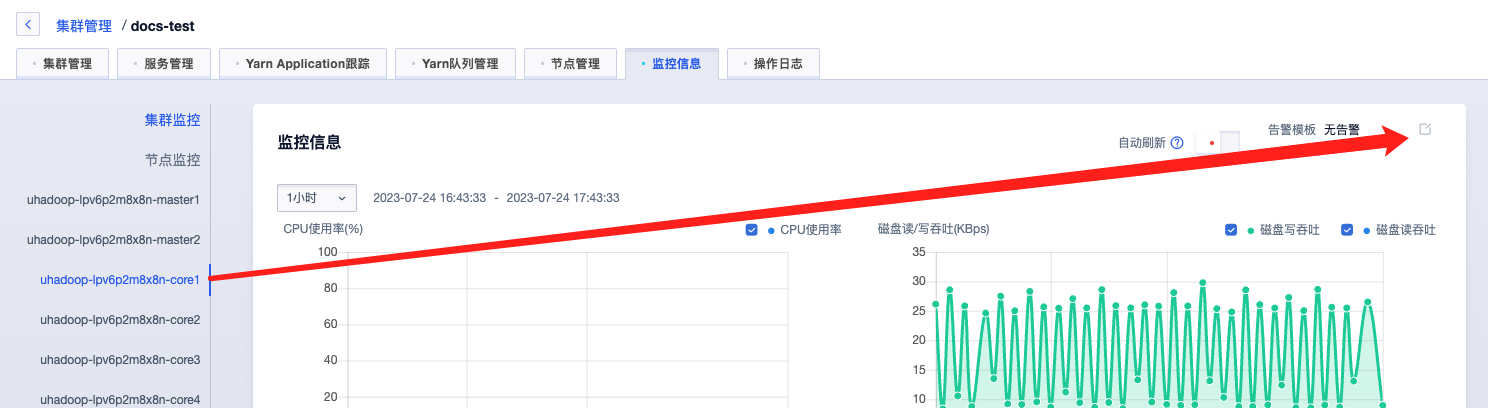 集群管理 / docs-test
集群管理 服务管理 Yarn Application跟踪 Yarn队列管理 节点管理 监控信息 操作日志
集群监控
节点监控
uhadoop-lpv6p2m8x8n-master1
uhadoop-lpv6p2m8x8n-master2
uhadoop-lpv6p2m8x8n-core1
uhadoop-lpv6p2m8x8n-core2
uhadoop-lpv6p2m8x8n-core3
uhadoop-lpv6p2m8x8n-core4
监控信息
自动刷新 ?
告警模板 无告警
1小时 2023-07-24 16:43:33 - 2023-07-24 17:43:33
CPU使用率(%) CPU使用率
100
80
60
40
20
磁盘读/写吞吐(KBps) 磁盘写吞吐 磁盘读吞吐
35
30
25
20
15
10